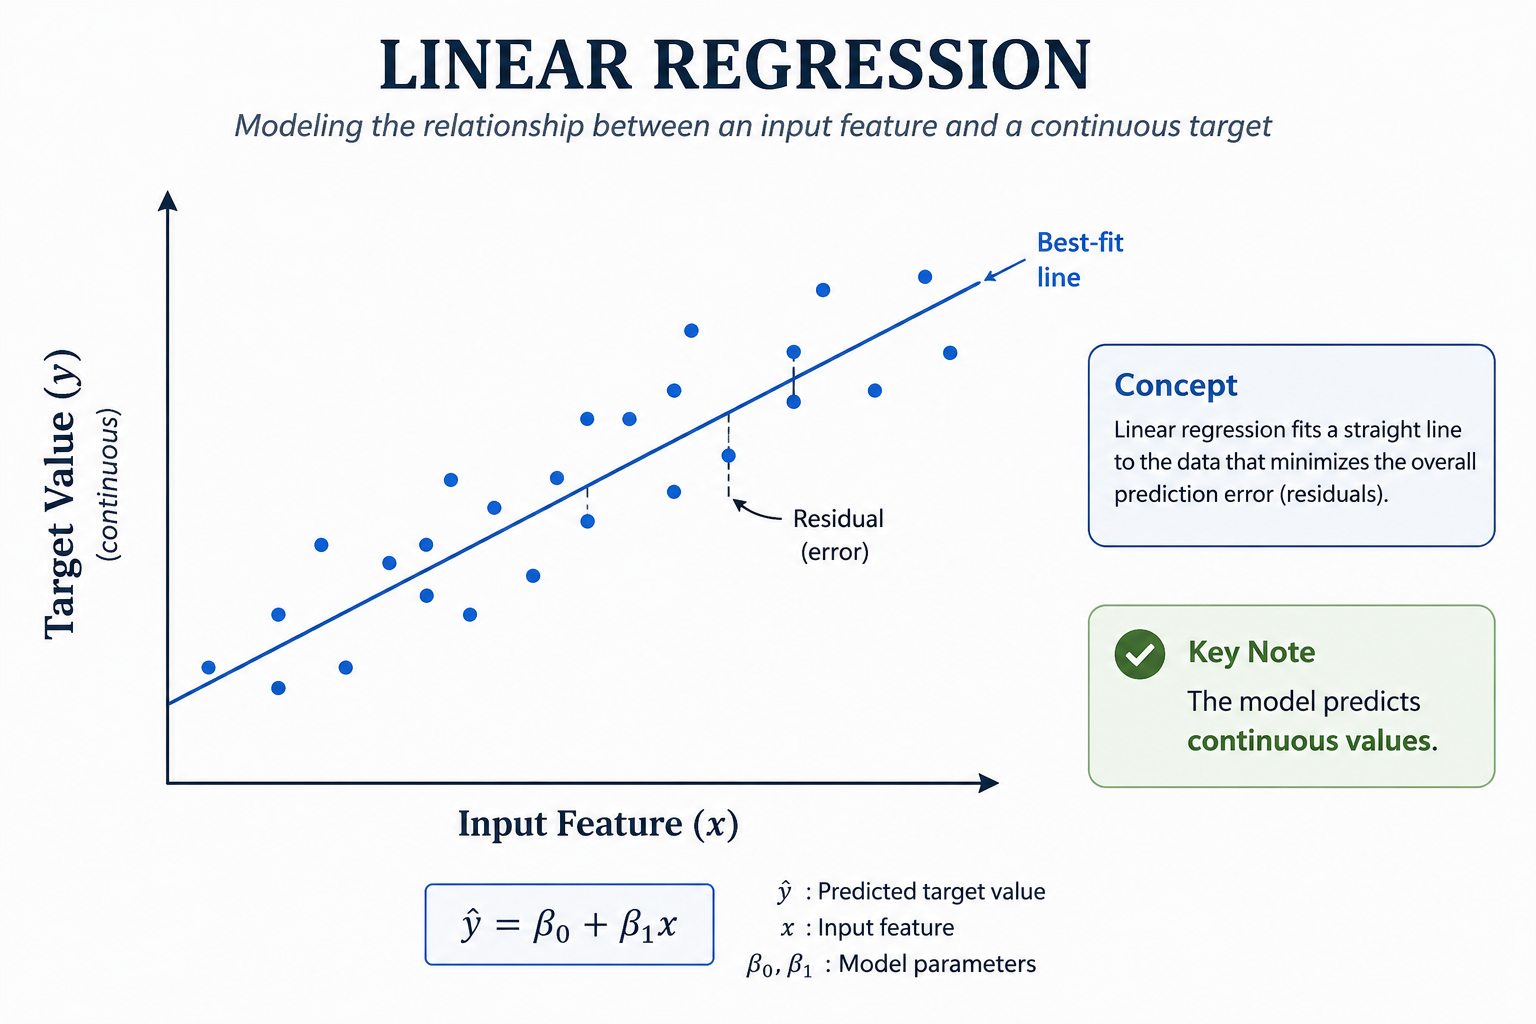 LINEAR REGRESSION
Modeling the relationship between an input feature and a continuous target
Best-fit
line
Target Value (y)
(continuous)
Residual
(error)
Input Feature (x)
Concept
Linear regression fits a straight line
to the data that minimizes the overall
prediction error (residuals).
Key Note
The model predicts
continuous values.
ŷ = β₀ + β₁x
ŷ : Predicted target value
x : Input feature
β₀, β₁ : Model parameters